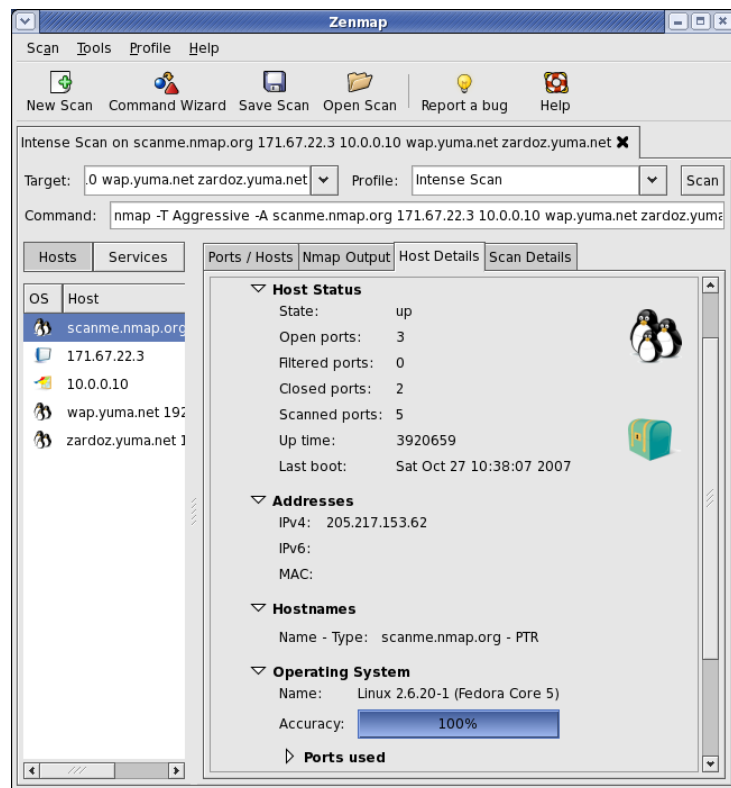 Zenmap
Scan Tools Profile Help
New Scan Command Wizard Save Scan Open Scan Report a bug Help
Intense Scan on scanme.nmap.org 171.67.22.3 10.0.0.10 wap.yuma.net zardoz.yuma.net
Target: .0 wap.yuma.net zardoz.yuma.net Profile: Intense Scan Scan
Command: nmap -T Aggressive -A scanme.nmap.org 171.67.22.3 10.0.0.10 wap.yuma.net zardoz.yuma
Hosts Services Ports / Hosts Nmap Output Host Details Scan Details
OS Host
scanme.nmap.org
171.67.22.3
10.0.0.10
wap.yuma.net 192
zardoz.yuma.net 1
Host Status
State: up
Open ports: 3
Filtered ports: 0
Closed ports: 2
Scanned ports: 5
Up time: 3920659
Last boot: Sat Oct 27 10:38:07 2007
Addresses
IPv4: 205.217.153.62
IPv6:
MAC:
Hostnames
Name - Type: scanme.nmap.org - PTR
Operating System
Name: Linux 2.6.20-1 (Fedora Core 5)
Accuracy: 100%
Ports used